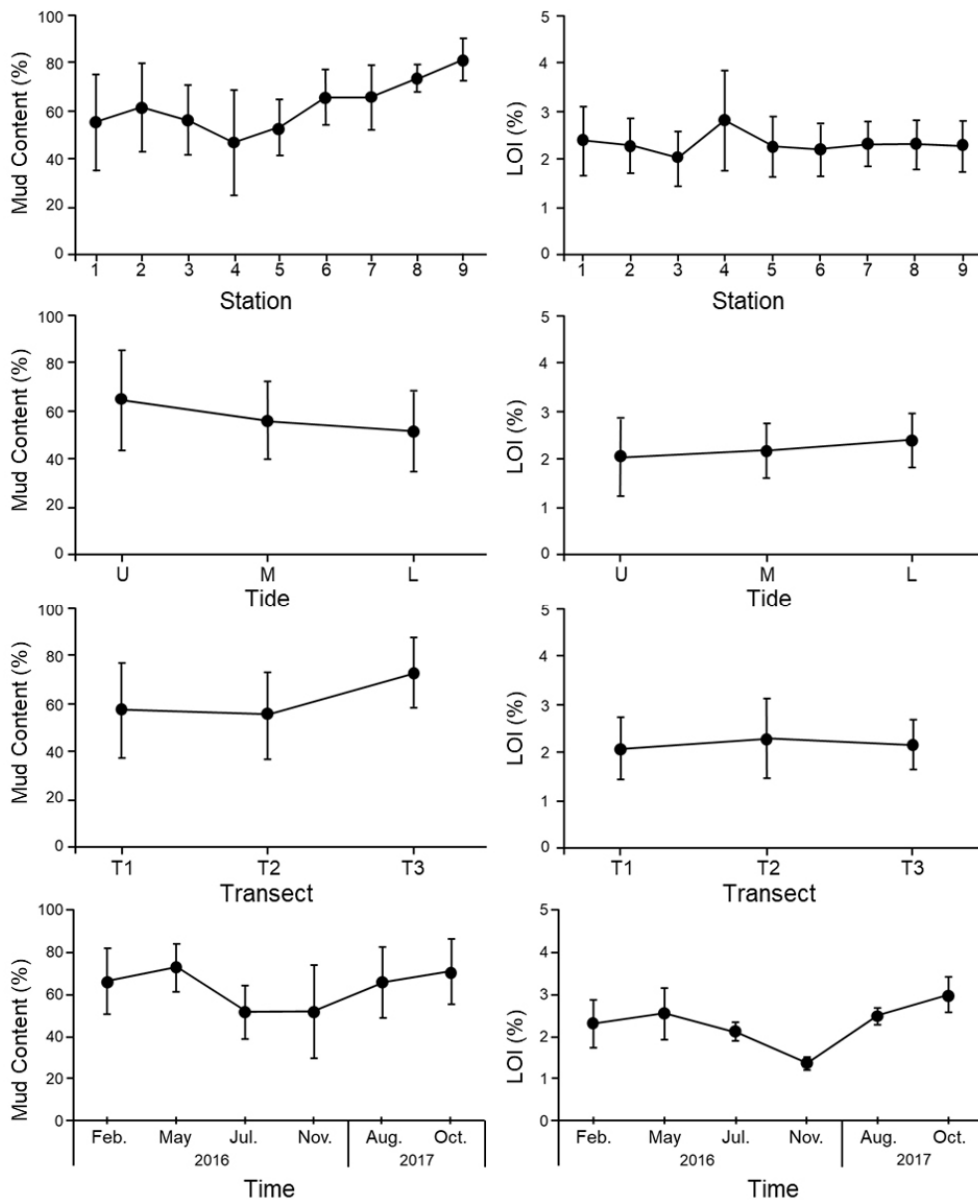 Mud Content (%)
100
80
60
40
20
0
1 2 3 4 5 6 7 8 9
Station
LOI (%)
5
4
3
2
1
0
1 2 3 4 5 6 7 8 9
Station
Mud Content (%)
100
80
60
40
20
0
U M L
Tide
LOI (%)
5
4
3
2
1
0
U M L
Tide
Mud Content (%)
100
80
60
40
20
0
T1 T2 T3
Transect
LOI (%)
5
4
3
2
1
0
T1 T2 T3
Transect
Mud Content (%)
100
80
60
40
20
0
Feb. May Jul. Nov. Aug. Oct.
2016 2017
Time
LOI (%)
5
4
3
2
1
0
Feb. May Jul. Nov. Aug. Oct.
2016 2017
Time